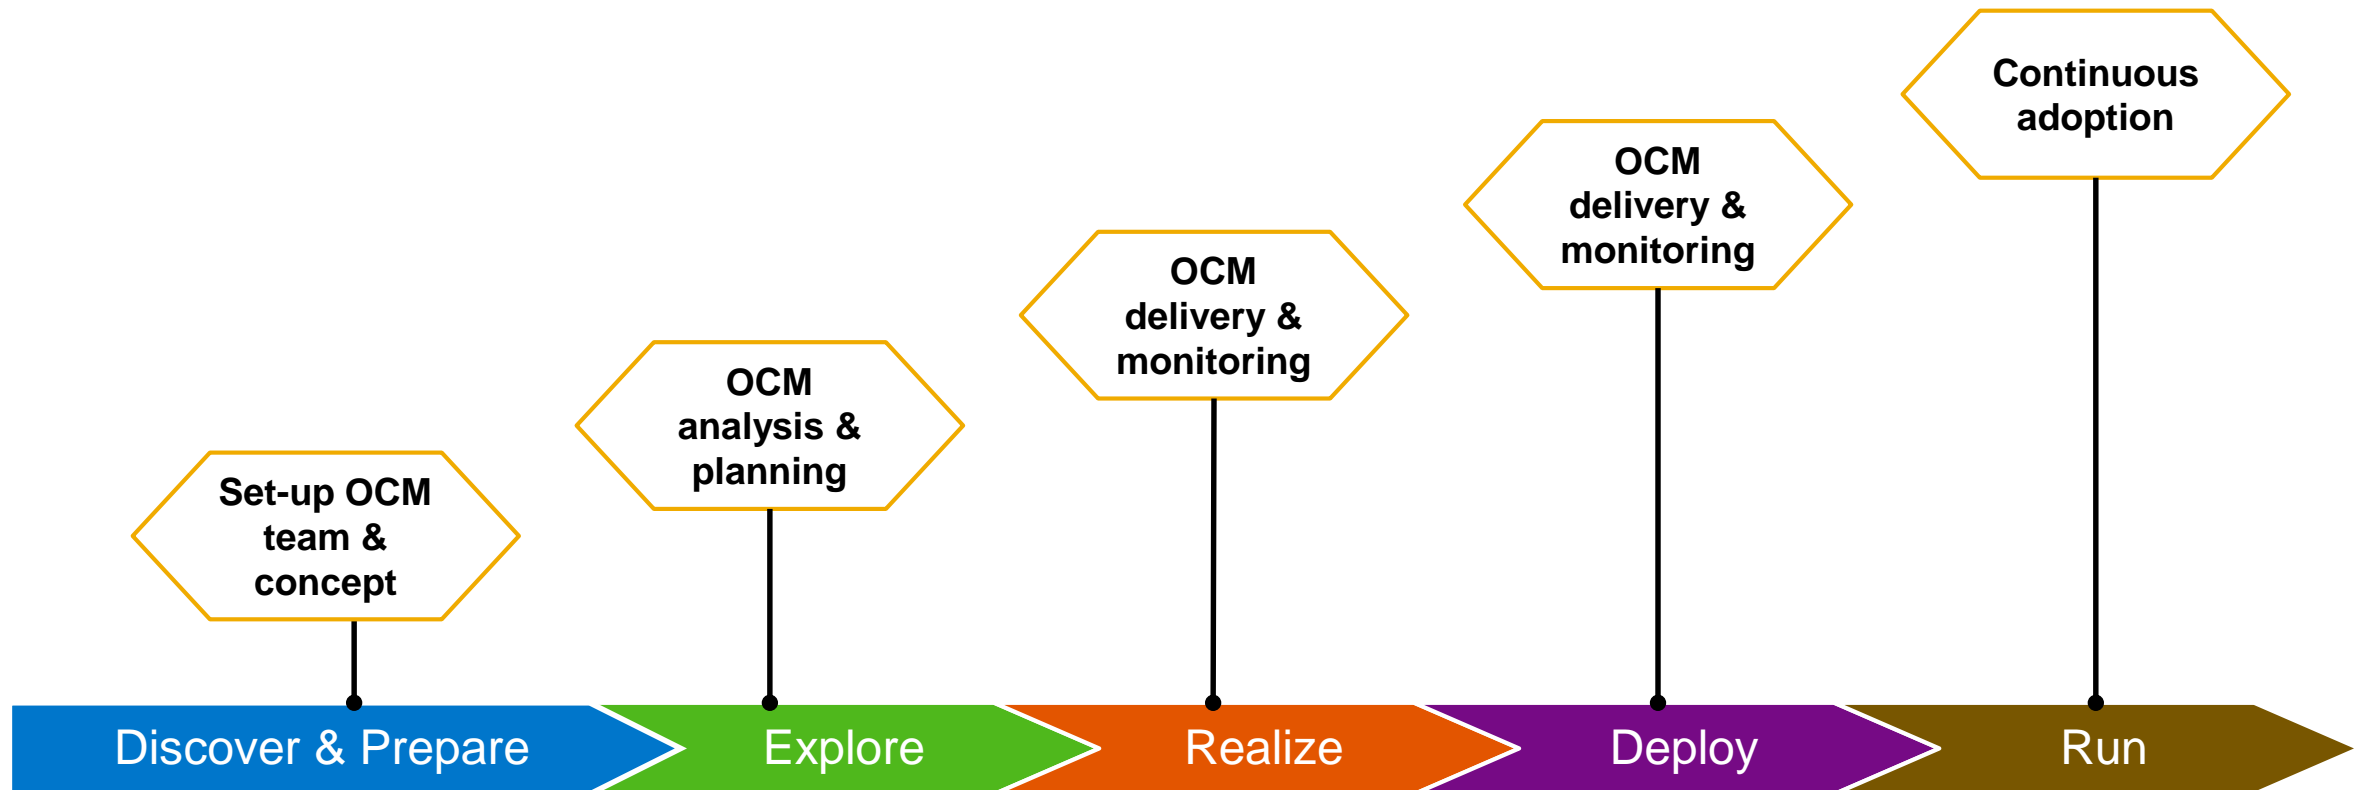 Continuous
adoption
OCM
delivery &
monitoring
OCM
delivery &
monitoring
OCM
analysis &
planning
Set-up OCM
team &
concept
Discover & Prepare
Explore
Realize
Deploy
Run